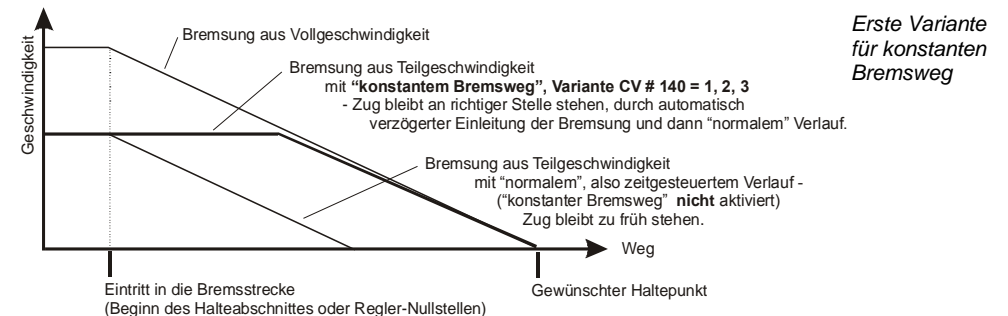 Erste Variante
für konstanten
Bremsweg
Geschwindigkeit
Bremsung aus Vollgeschwindigkeit
Bremsung aus Teilgeschwindigkeit
mit “konstantem Bremsweg”, Variante CV # 140 = 1, 2, 3
- Zug bleibt an richtiger Stelle stehen, durch automatisch
verzögerter Einleitung der Bremsung und dann “normalem” Verlauf.
Bremsung aus Teilgeschwindigkeit
mit “normalem”, also zeitgesteuertem Verlauf -
(“konstanter Bremsweg” nicht aktiviert)
Zug bleibt zu früh stehen.
Weg
Eintritt in die Bremsstrecke
(Beginn des Halteabschnittes oder Regler-Nullstellen)
Gewünschter Haltepunkt